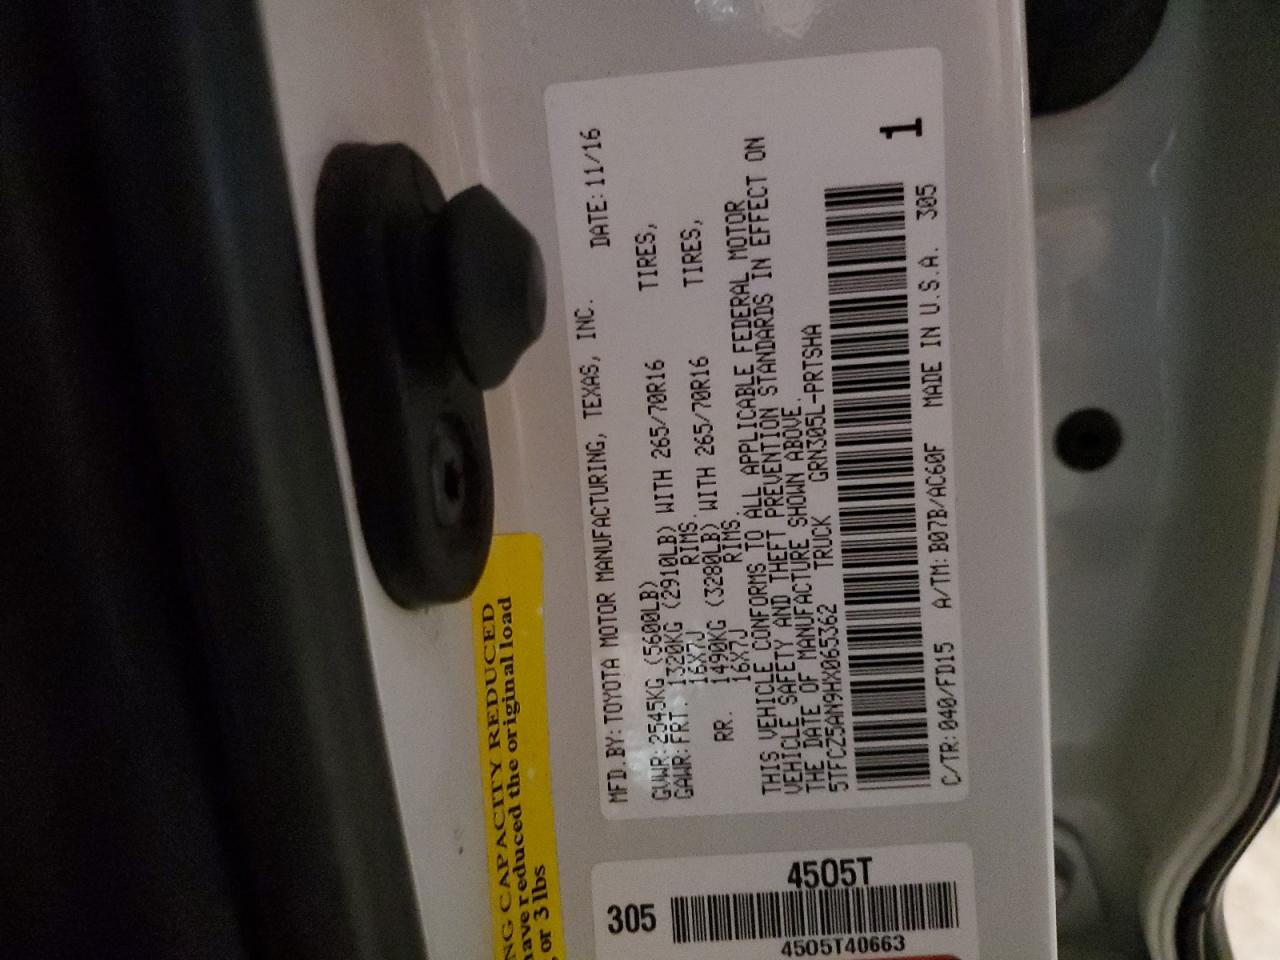 MFD.BY:TOYOTA MOTOR MANUFACTURING, TEXAS, INC. DATE:11/16
GVWR:2545KG (5600LB)
GAWR:FRT. 1320KG (2910LB) WITH 265/70R16 TIRES,
16X7J RIMS.
RR. 1490KG (3280LB) WITH 265/70R16 TIRES,
16X7J RIMS.
THIS VEHICLE CONFORMS TO ALL APPLICABLE FEDERAL MOTOR
VEHICLE SAFETY AND THEFT PREVENTION STANDARDS IN EFFECT ON
THE DATE OF MANUFACTURE SHOWN ABOVE.
5TFCZ5AN9HX065362 TRUCK GRN305L-PRTSHA
1
C/TR:040/FD15 A/TM:B07B/AC60F MADE IN U.S.A. 305
CAPACITY REDUCED
reduced the original load
or 3 lbs
305
4505T
4505T40663